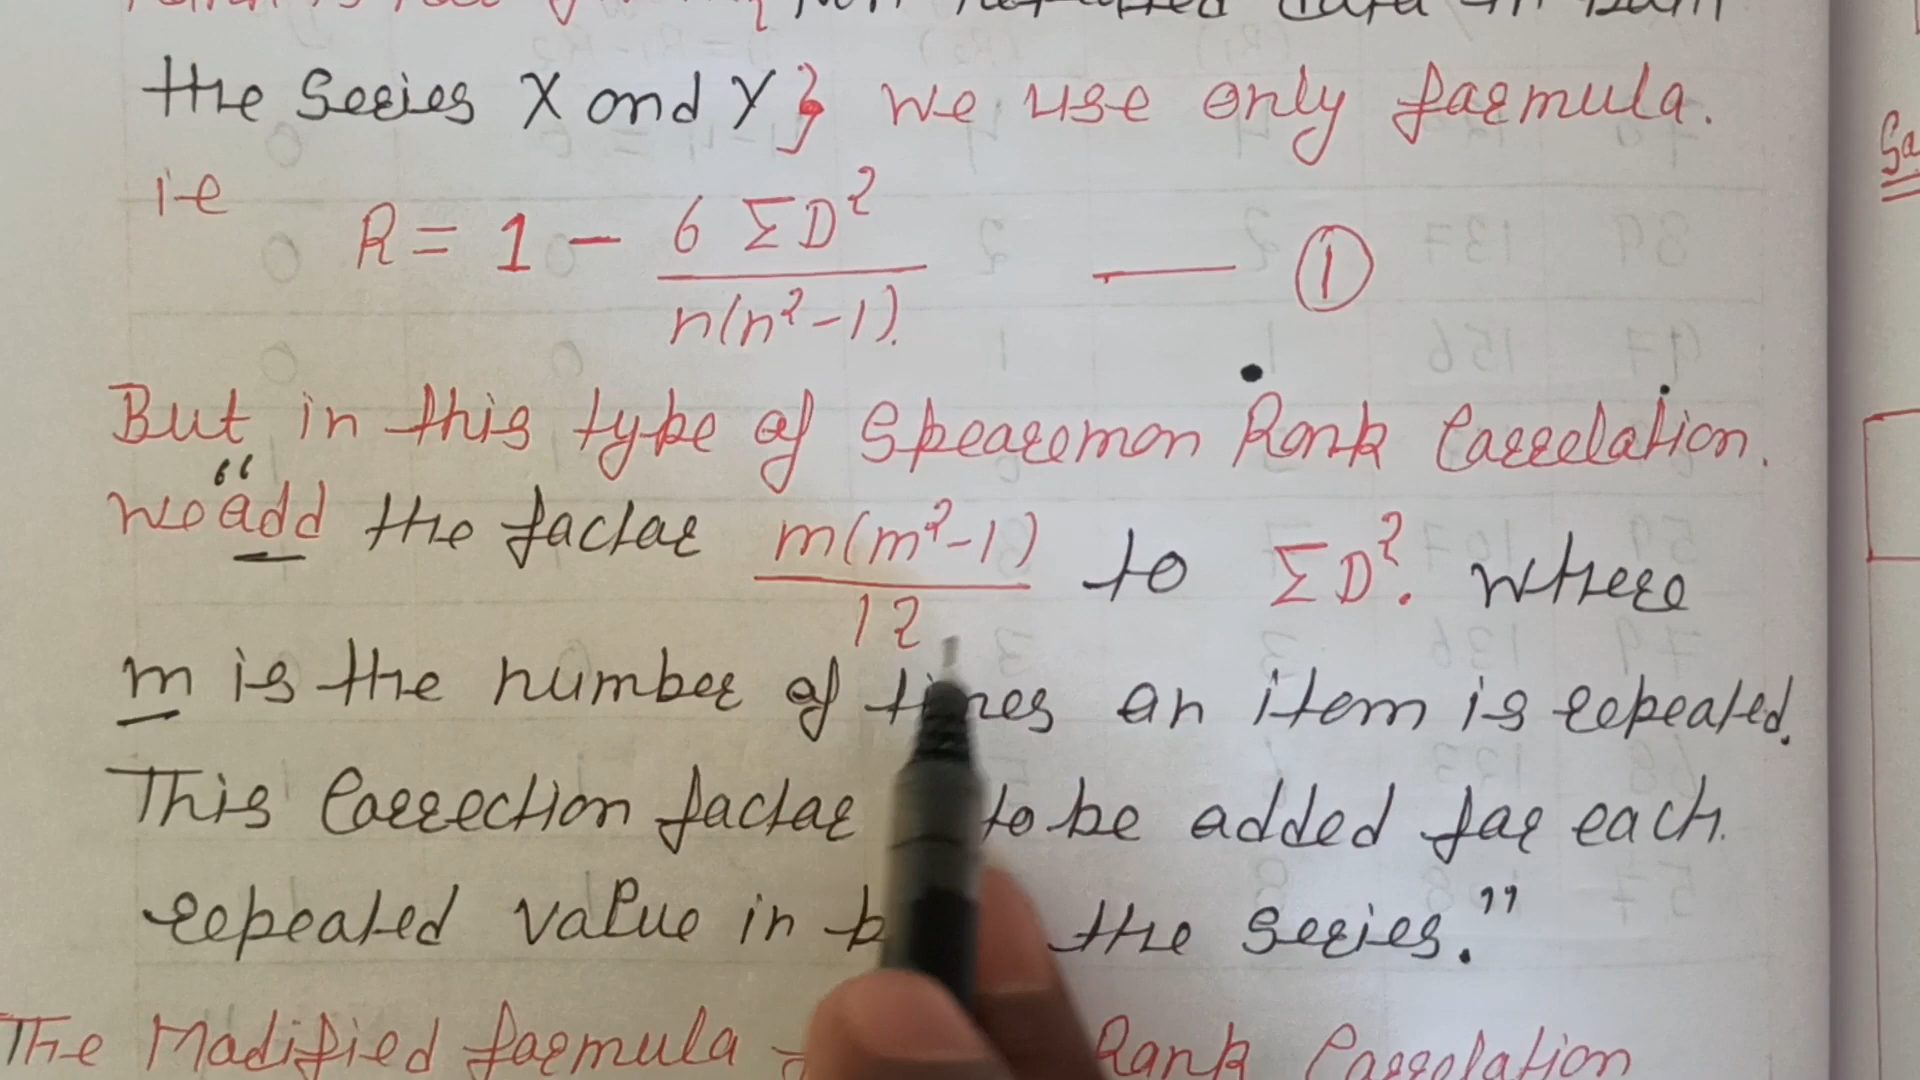 the Series X and Y} we use only formula.
i-e R = 1 - 6 ΣD² / n(n²-1) — ①
But in this type of Spearemon Rank Correlation.
we "add the factor m(m²-1) / 12 to ΣD². where
m is the number of times an item is repeated.
This Correction factor to be added for each
repeated value in the series."
The Modified formula Rank Correlation